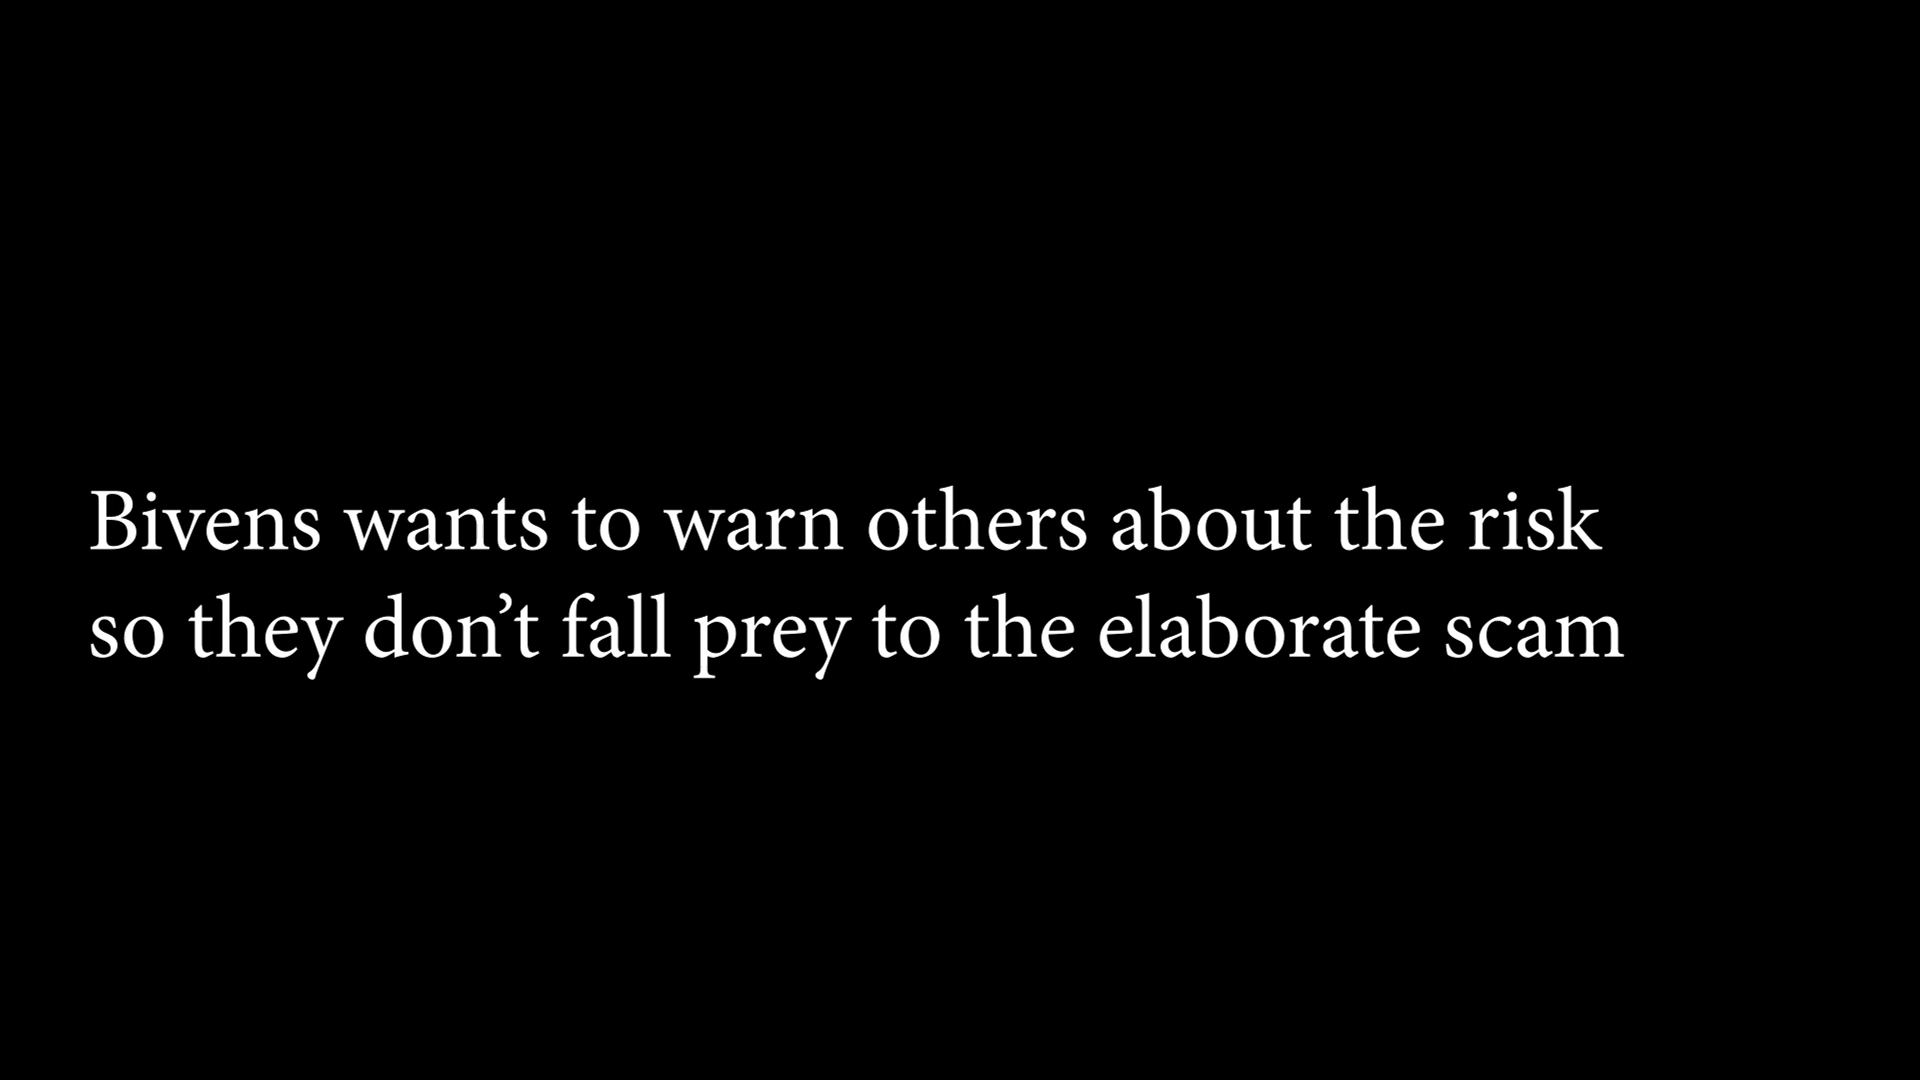 Bivens wants to warn others about the risk
so they don’t fall prey to the elaborate scam